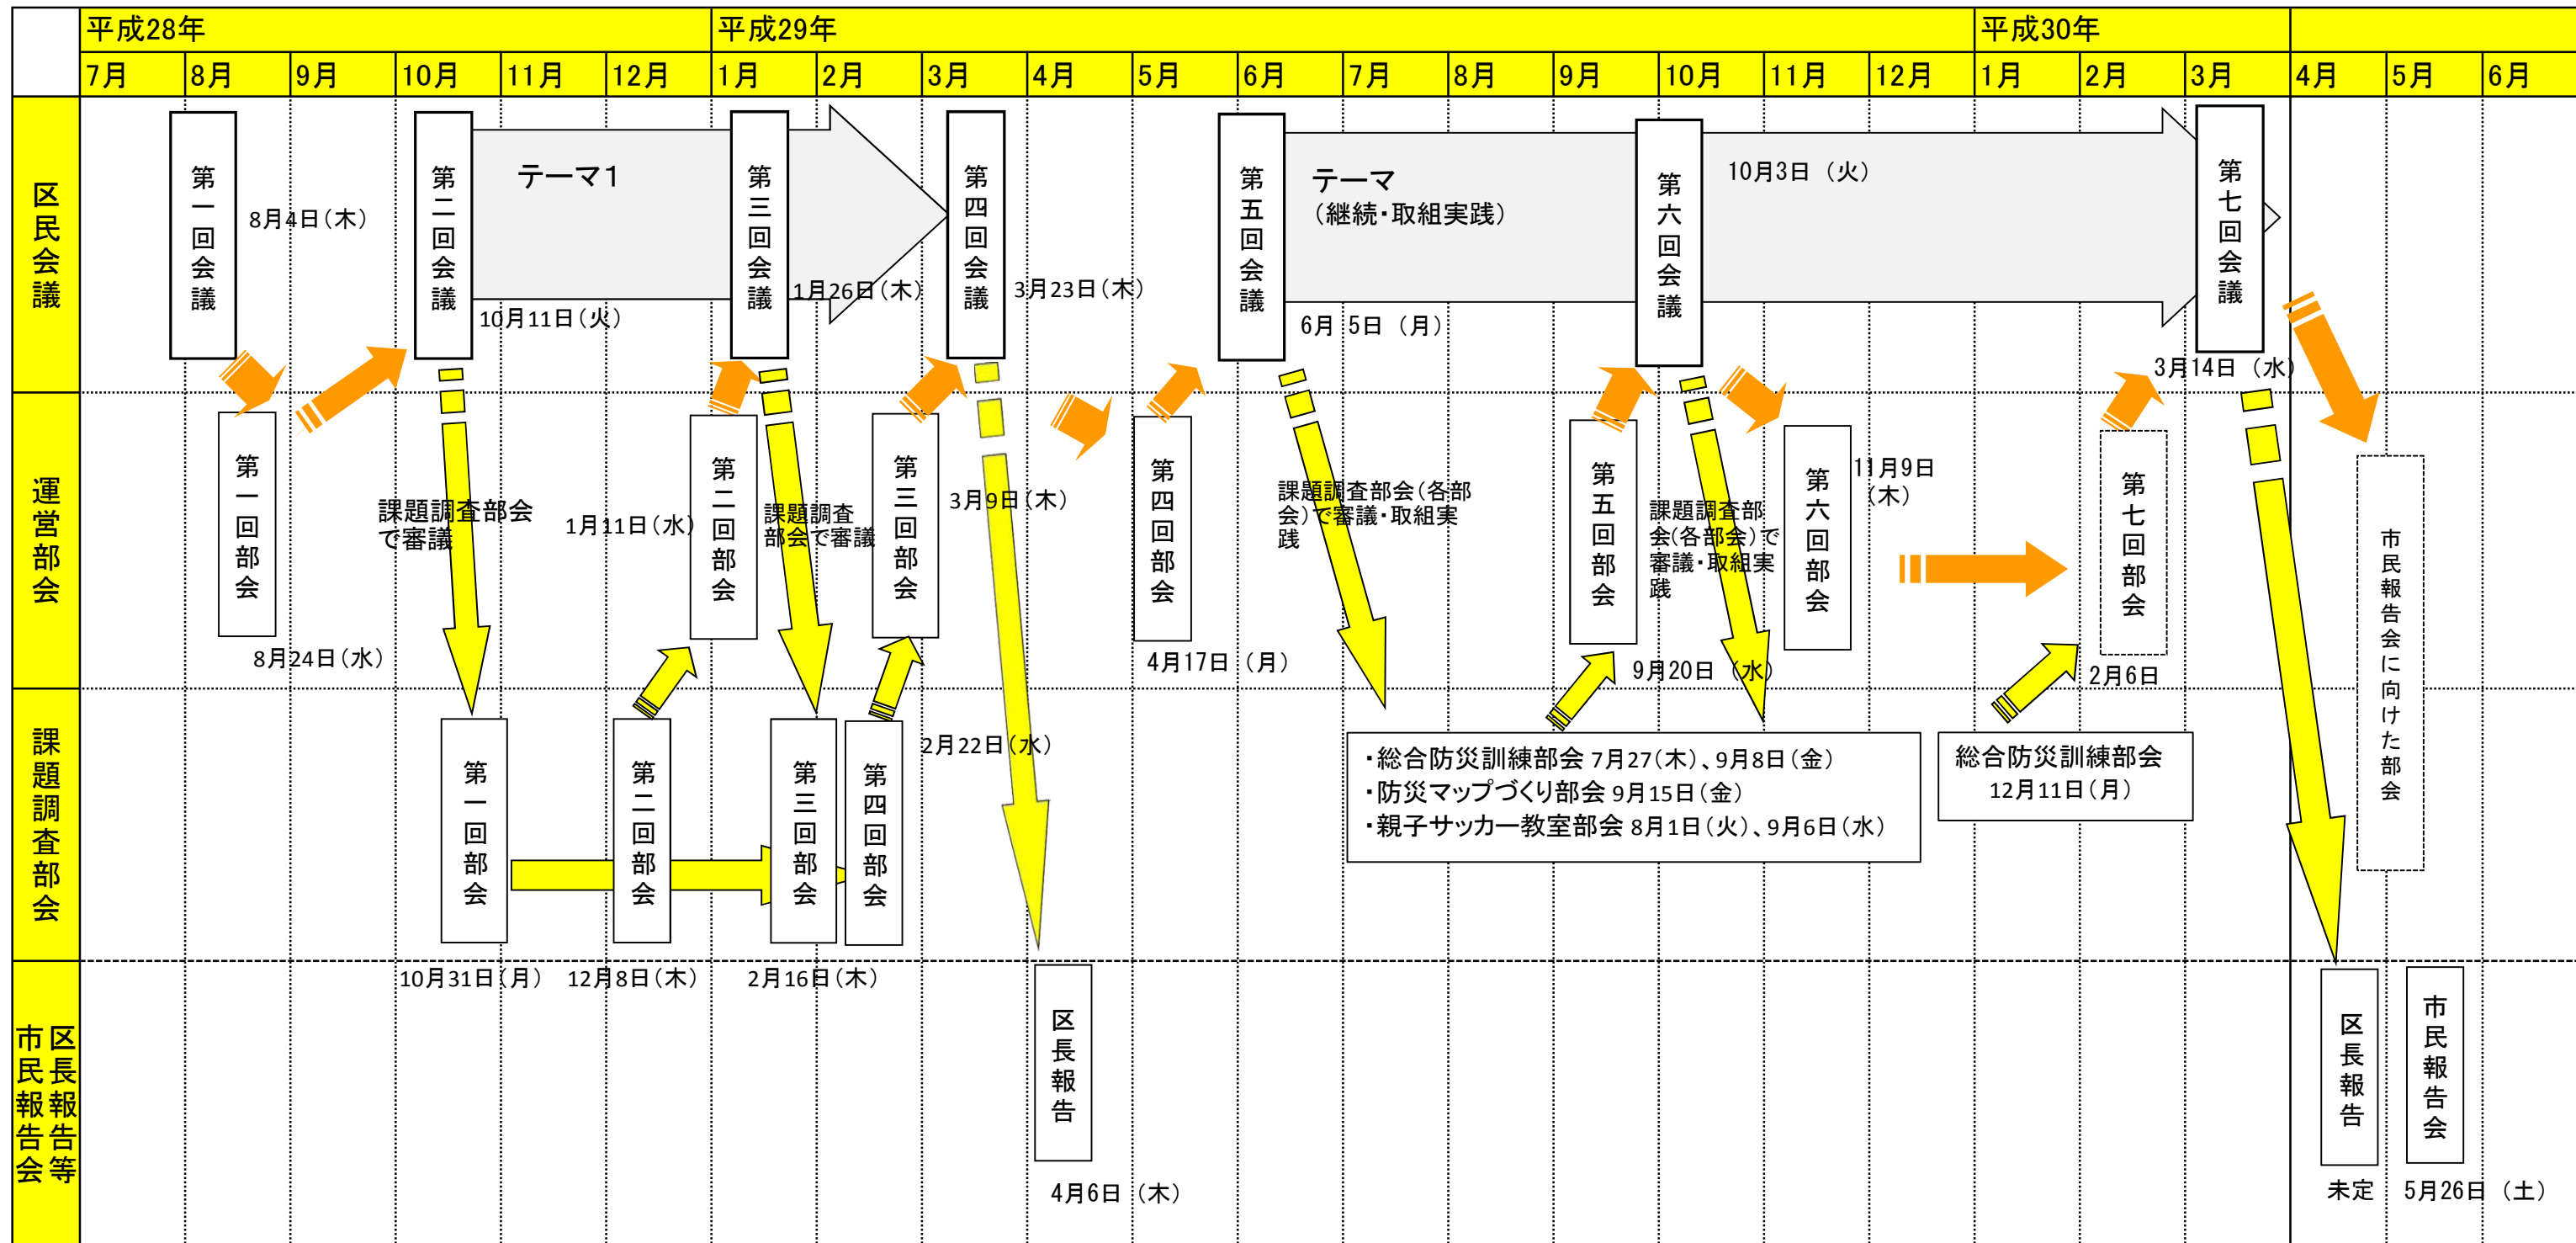 平成28年
平成29年
平成30年
7月
8月
9月
10月
11月
12月
1月
2月
3月
4月
5月
6月
7月
8月
9月
10月
11月
12月
1月
2月
3月
4月
5月
6月
区民会議
第一回会議
8月4日(木)
第二回会議
10月11日(火)
テーマ1
第三回会議
1月26日(木)
第四回会議
3月23日(木)
第五回会議
6月 5日 (月)
テーマ
(継続・取組実践)
第六回会議
10月3日 (火)
第七回会議
3月14日 (水)
運営部会
第一回部会
8月24日(水)
課題調査部会
で審議
1月11日(水)
第二回部会
課題調査
部会で審議
第三回部会
3月9日(木)
第四回部会
4月17日 (月)
課題調査部会(各部
会)で審議・取組実
践
第五回部会
9月20日 (水)
課題調査部
会(各部会)で
審議・取組実
践
第六回部会
11月9日
(木)
第七回部会
2月6日
市民報告会に向けた部会
課題調査部会
第一回部会
10月31日(月)
第二回部会
12月8日(木)
第三回部会
2月16日(木)
第四回部会
2月22日(水)
・総合防災訓練部会 7月27(木)、9月8日(金)
・防災マップづくり部会 9月15日(金)
・親子サッカー教室部会 8月1日(火)、9月6日(水)
総合防災訓練部会
12月11日(月)
区長報告等
市民報告会
区長報告
4月6日 (木)
区長報告
未定
市民報告会
5月26日 (土)